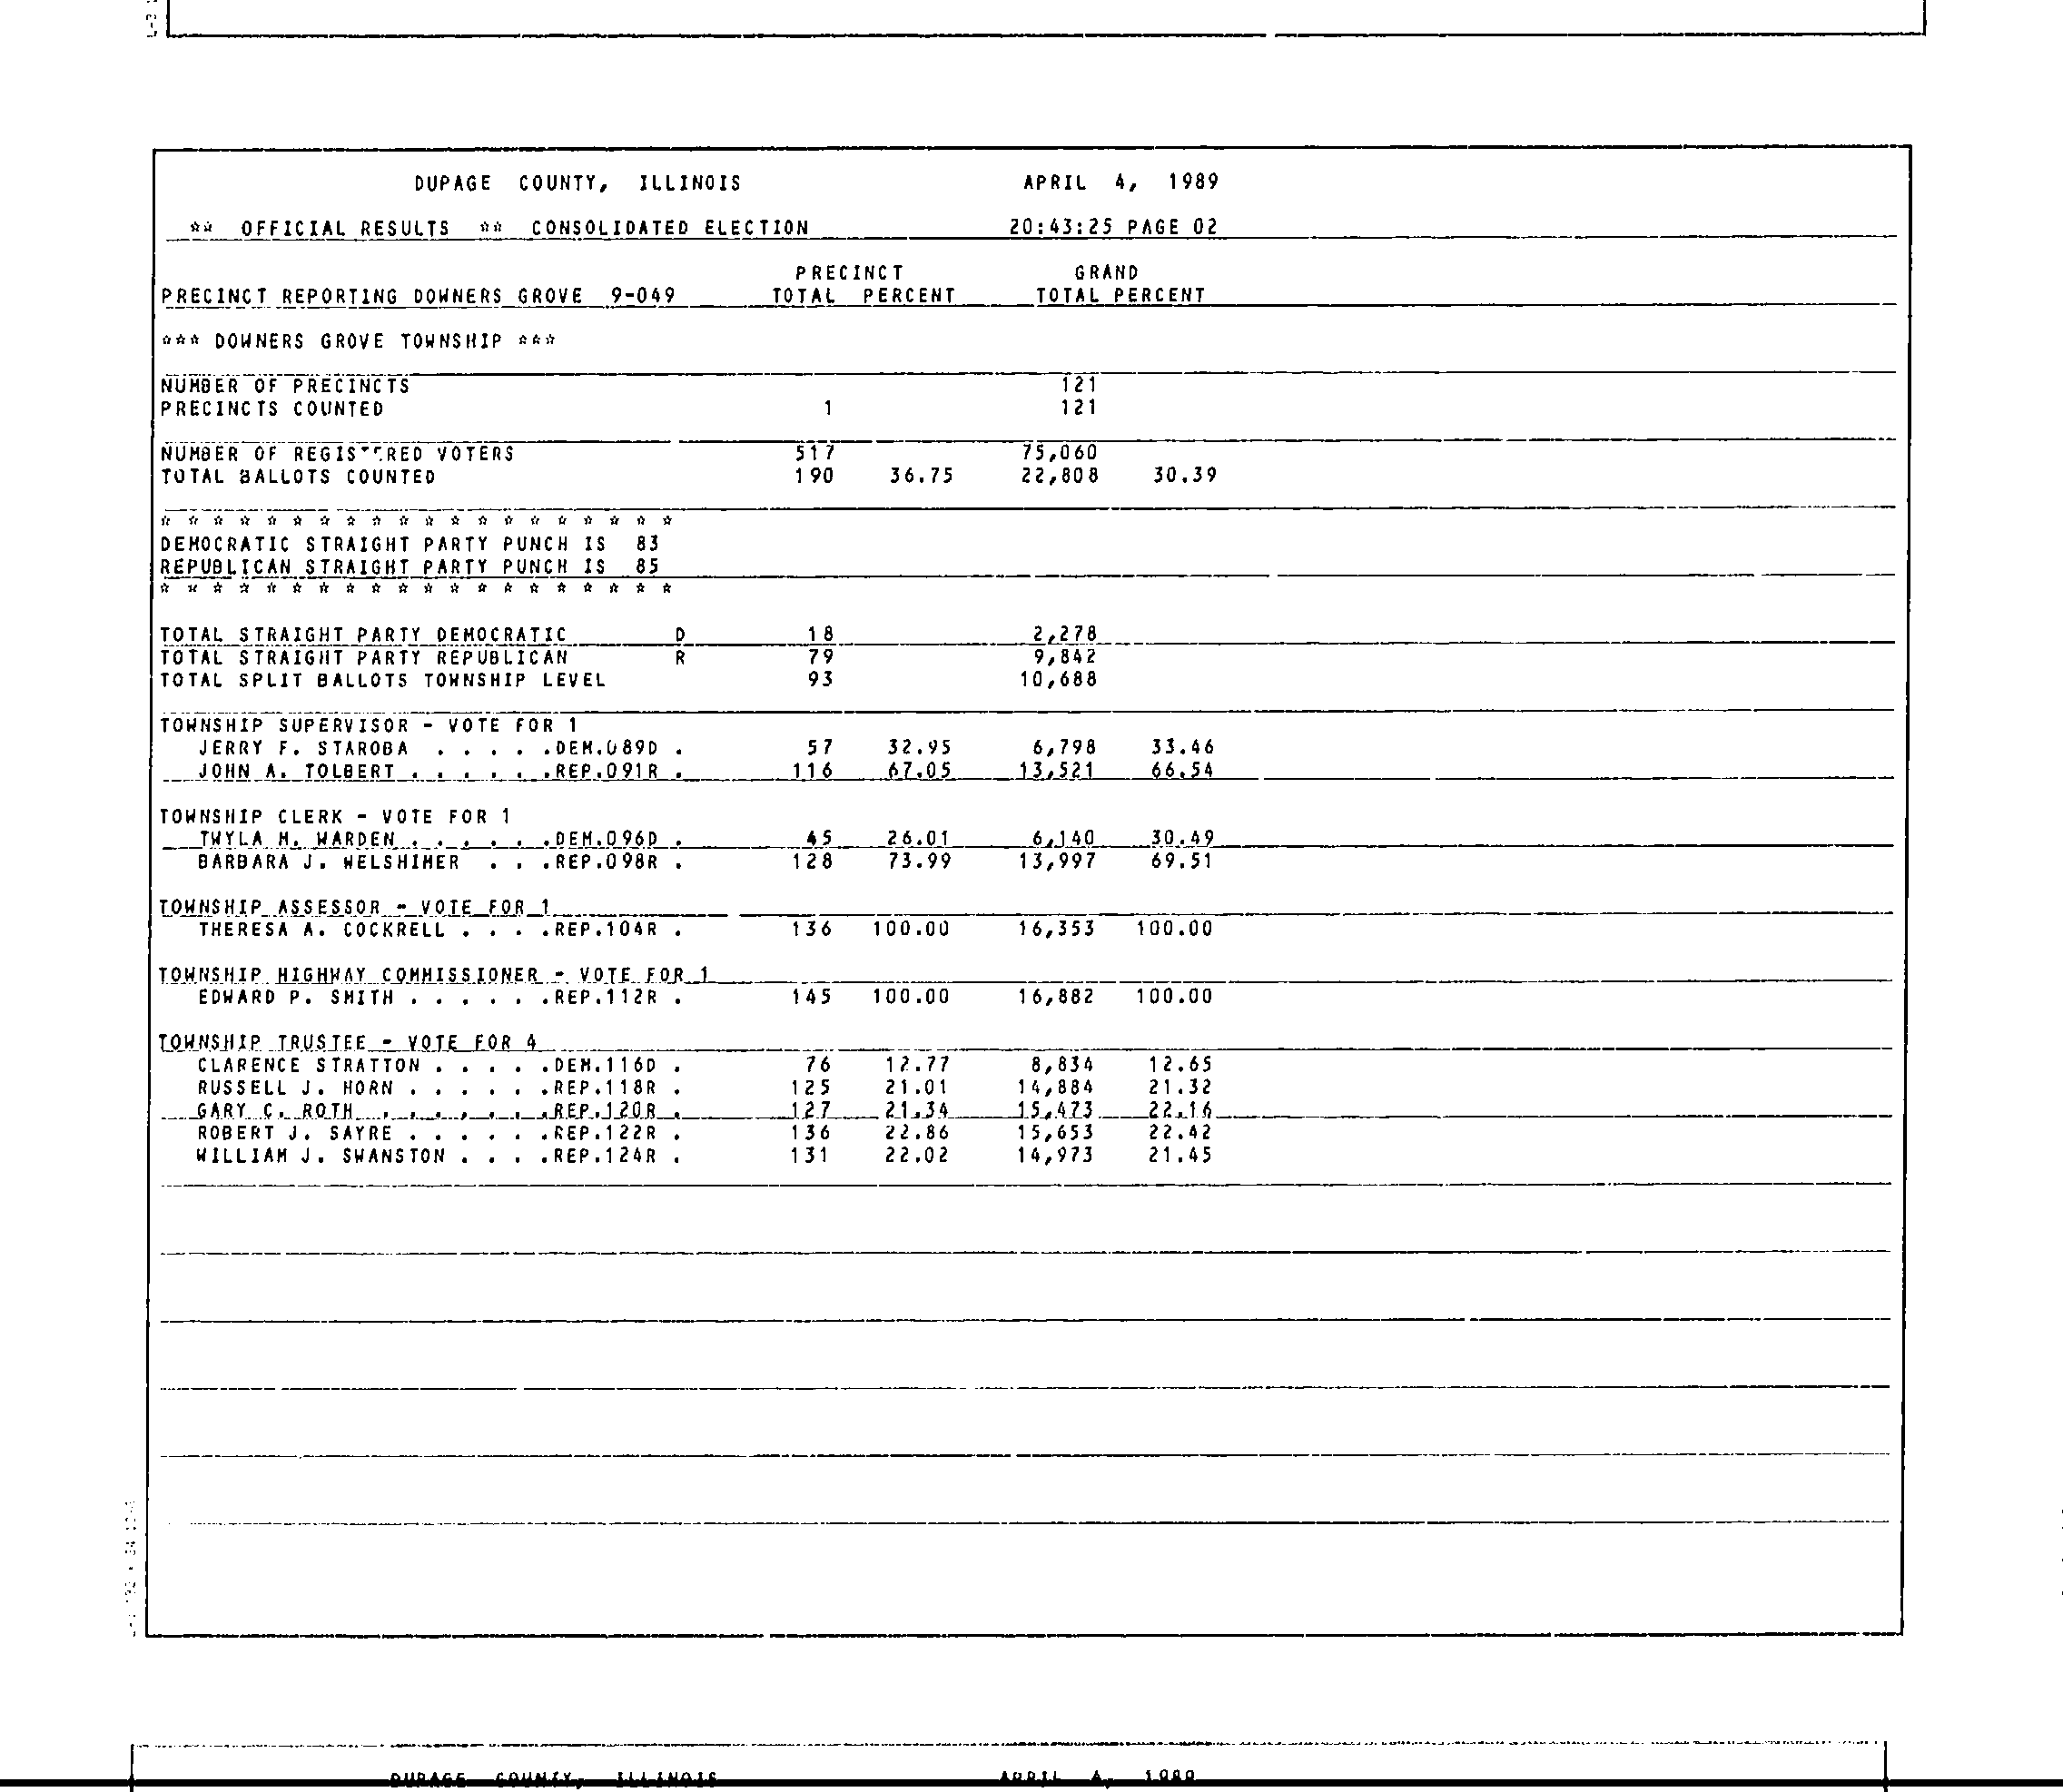 DUPAGE COUNTY, ILLINOIS APRIL 4, 1989
** OFFICIAL RESULTS ** CONSOLIDATED ELECTION 20:43:25 PAGE 02
PRECINCT GRAND
PRECINCT REPORTING DOWNERS GROVE 9-049 TOTAL PERCENT TOTAL PERCENT
*** DOWNERS GROVE TOWNSHIP ***
NUMBER OF PRECINCTS 121
PRECINCTS COUNTED 1 121
NUMBER OF REGISTERED VOTERS 517 75,060
TOTAL BALLOTS COUNTED 190 36.75 22,808 30.39
* * * * * * * * * * * * * * * * * * * *
DEMOCRATIC STRAIGHT PARTY PUNCH IS 83
REPUBLICAN STRAIGHT PARTY PUNCH IS 85
* * * * * * * * * * * * * * * * * * * *
TOTAL STRAIGHT PARTY DEMOCRATIC D 18 2,278
TOTAL STRAIGHT PARTY REPUBLICAN R 79 9,842
TOTAL SPLIT BALLOTS TOWNSHIP LEVEL 93 10,688
TOWNSHIP SUPERVISOR - VOTE FOR 1
JERRY F. STAROBA . . . . .DEM.089D . 57 32.95 6,798 33.46
JOHN A. TOLBERT . . . . . .REP.091R . 116 67.05 13,521 66.54
TOWNSHIP CLERK - VOTE FOR 1
TWYLA M. WARDEN . . . . . .DEM.096D . 45 26.01 6,140 30.49
BARBARA J. WELSHIMER . . .REP.098R . 128 73.99 13,997 69.51
TOWNSHIP ASSESSOR - VOTE FOR 1
THERESA A. COCKRELL . . . .REP.104R . 136 100.00 16,353 100.00
TOWNSHIP HIGHWAY COMMISSIONER - VOTE FOR 1
EDWARD P. SMITH . . . . . .REP.112R . 145 100.00 16,882 100.00
TOWNSHIP TRUSTEE - VOTE FOR 4
CLARENCE STRATTON . . . . .DEM.116D . 76 12.77 8,834 12.65
RUSSELL J. HORN . . . . . .REP.118R . 125 21.01 14,884 21.32
GARY C. ROTH . . . . . . .REP.120R . 127 21.34 15,473 22.16
ROBERT J. SAYRE . . . . . .REP.122R . 136 22.86 15,653 22.42
WILLIAM J. SWANSTON . . . .REP.124R . 131 22.02 14,973 21.45
DUPAGE COUNTY, ILLINOIS APRIL 4, 1989